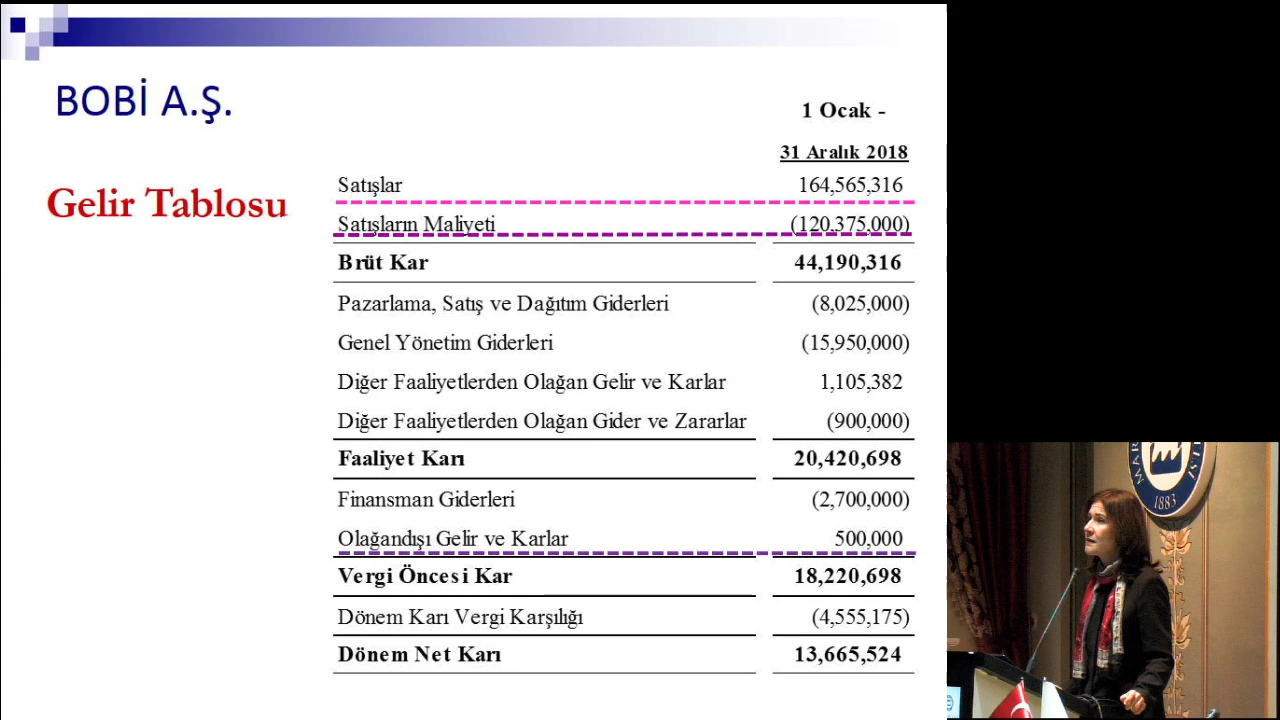 BOBİ A.Ş.
Gelir Tablosu
1 Ocak -
31 Aralık 2018
Satışlar 164,565,316
Satışların Maliyeti (120,375,000)
Brüt Kar 44,190,316
Pazarlama, Satış ve Dağıtım Giderleri (8,025,000)
Genel Yönetim Giderleri (15,950,000)
Diğer Faaliyetlerden Olağan Gelir ve Karlar 1,105,382
Diğer Faaliyetlerden Olağan Gider ve Zararlar (900,000)
Faaliyet Karı 20,420,698
Finansman Giderleri (2,700,000)
Olağandışı Gelir ve Karlar 500,000
Vergi Öncesi Kar 18,220,698
Dönem Karı Vergi Karşılığı (4,555,175)
Dönem Net Karı 13,665,524
1883